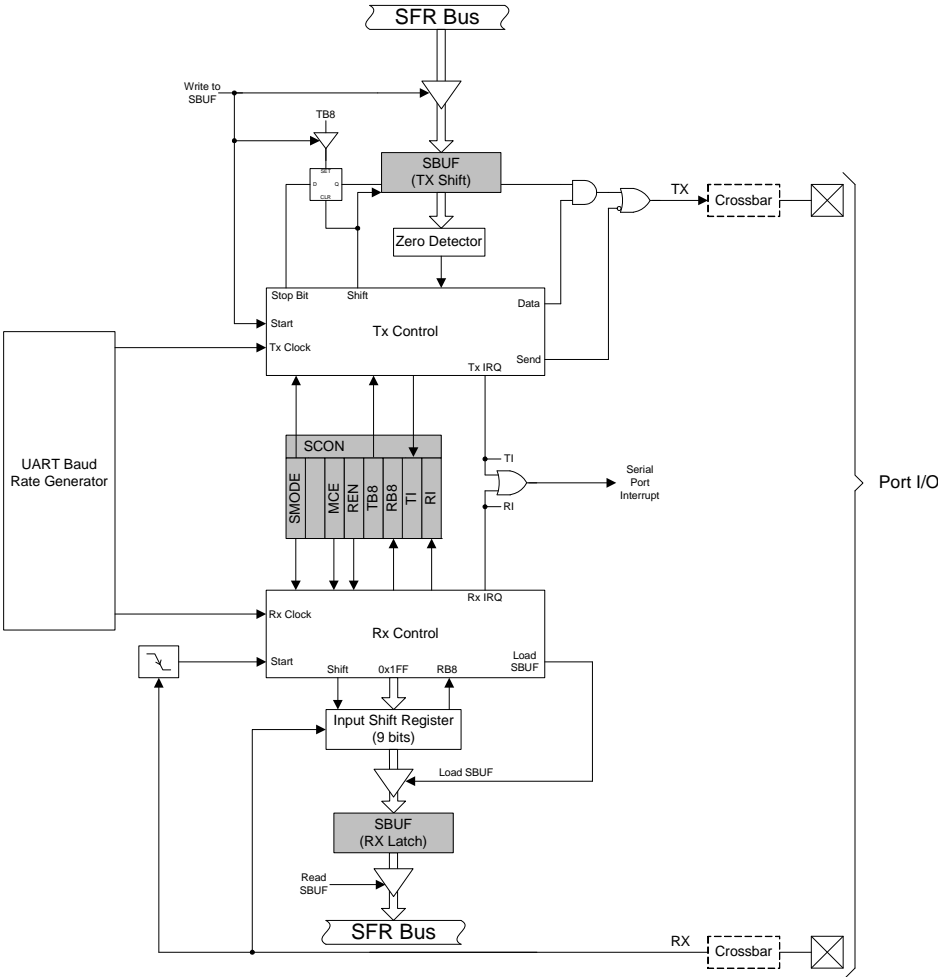 SFR Bus
Write to
SBUF
TB8
SET
D
Q
CLR
SBUF
(TX Shift)
TX
Crossbar
Zero Detector
Stop Bit
Shift
Data
Start
Tx Control
Tx Clock
Send
Tx IRQ
UART Baud
Rate Generator
SCON
SMODE
MCE
REN
TB8
RB8
TI
RI
TI
Serial
Port
Interrupt
RI
Port I/O
Rx IRQ
Rx Clock
Rx Control
Start
Load
SBUF
Shift
0x1FF
RB8
Input Shift Register
(9 bits)
Load SBUF
SBUF
(RX Latch)
Read
SBUF
SFR Bus
RX
Crossbar